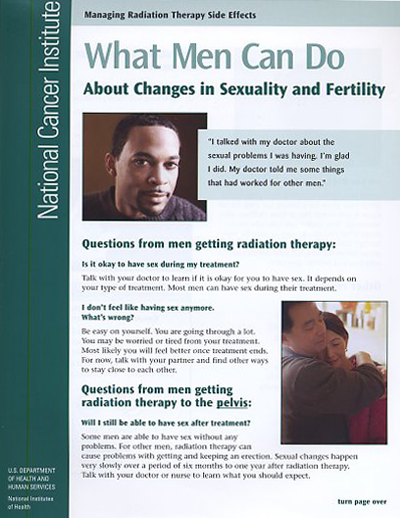 Managing Radiation Therapy Side Effects
National Cancer Institute
What Men Can Do
About Changes in Sexuality and Fertility
"I talked with my doctor about the
sexual problems I was having. I'm glad
I did. My doctor told me some things
that had worked for other men."
Questions from men getting radiation therapy:
Is it okay to have sex during my treatment?
Talk with your doctor to learn if it is okay for you to have sex. It depends on
your type of treatment. Most men can have sex during their treatment.
I don't feel like having sex anymore.
What's wrong?
Be easy on yourself. You are going through a lot.
You may be worried or tired from your treatment.
Most likely you will feel better once treatment ends.
For now, talk with your partner and find other ways
to stay close to each other.
Questions from men getting
radiation therapy to the pelvis:
Will I still be able to have sex after treatment?
Some men are able to have sex without any
problems. For other men, radiation therapy can
cause problems with getting and keeping an erection. Sexual changes happen
very slowly over a period of six months to one year after radiation therapy.
Talk with your doctor or nurse to learn what you should expect.
U.S. DEPARTMENT
OF HEALTH AND
HUMAN SERVICES
National Institutes
of Health
turn page over